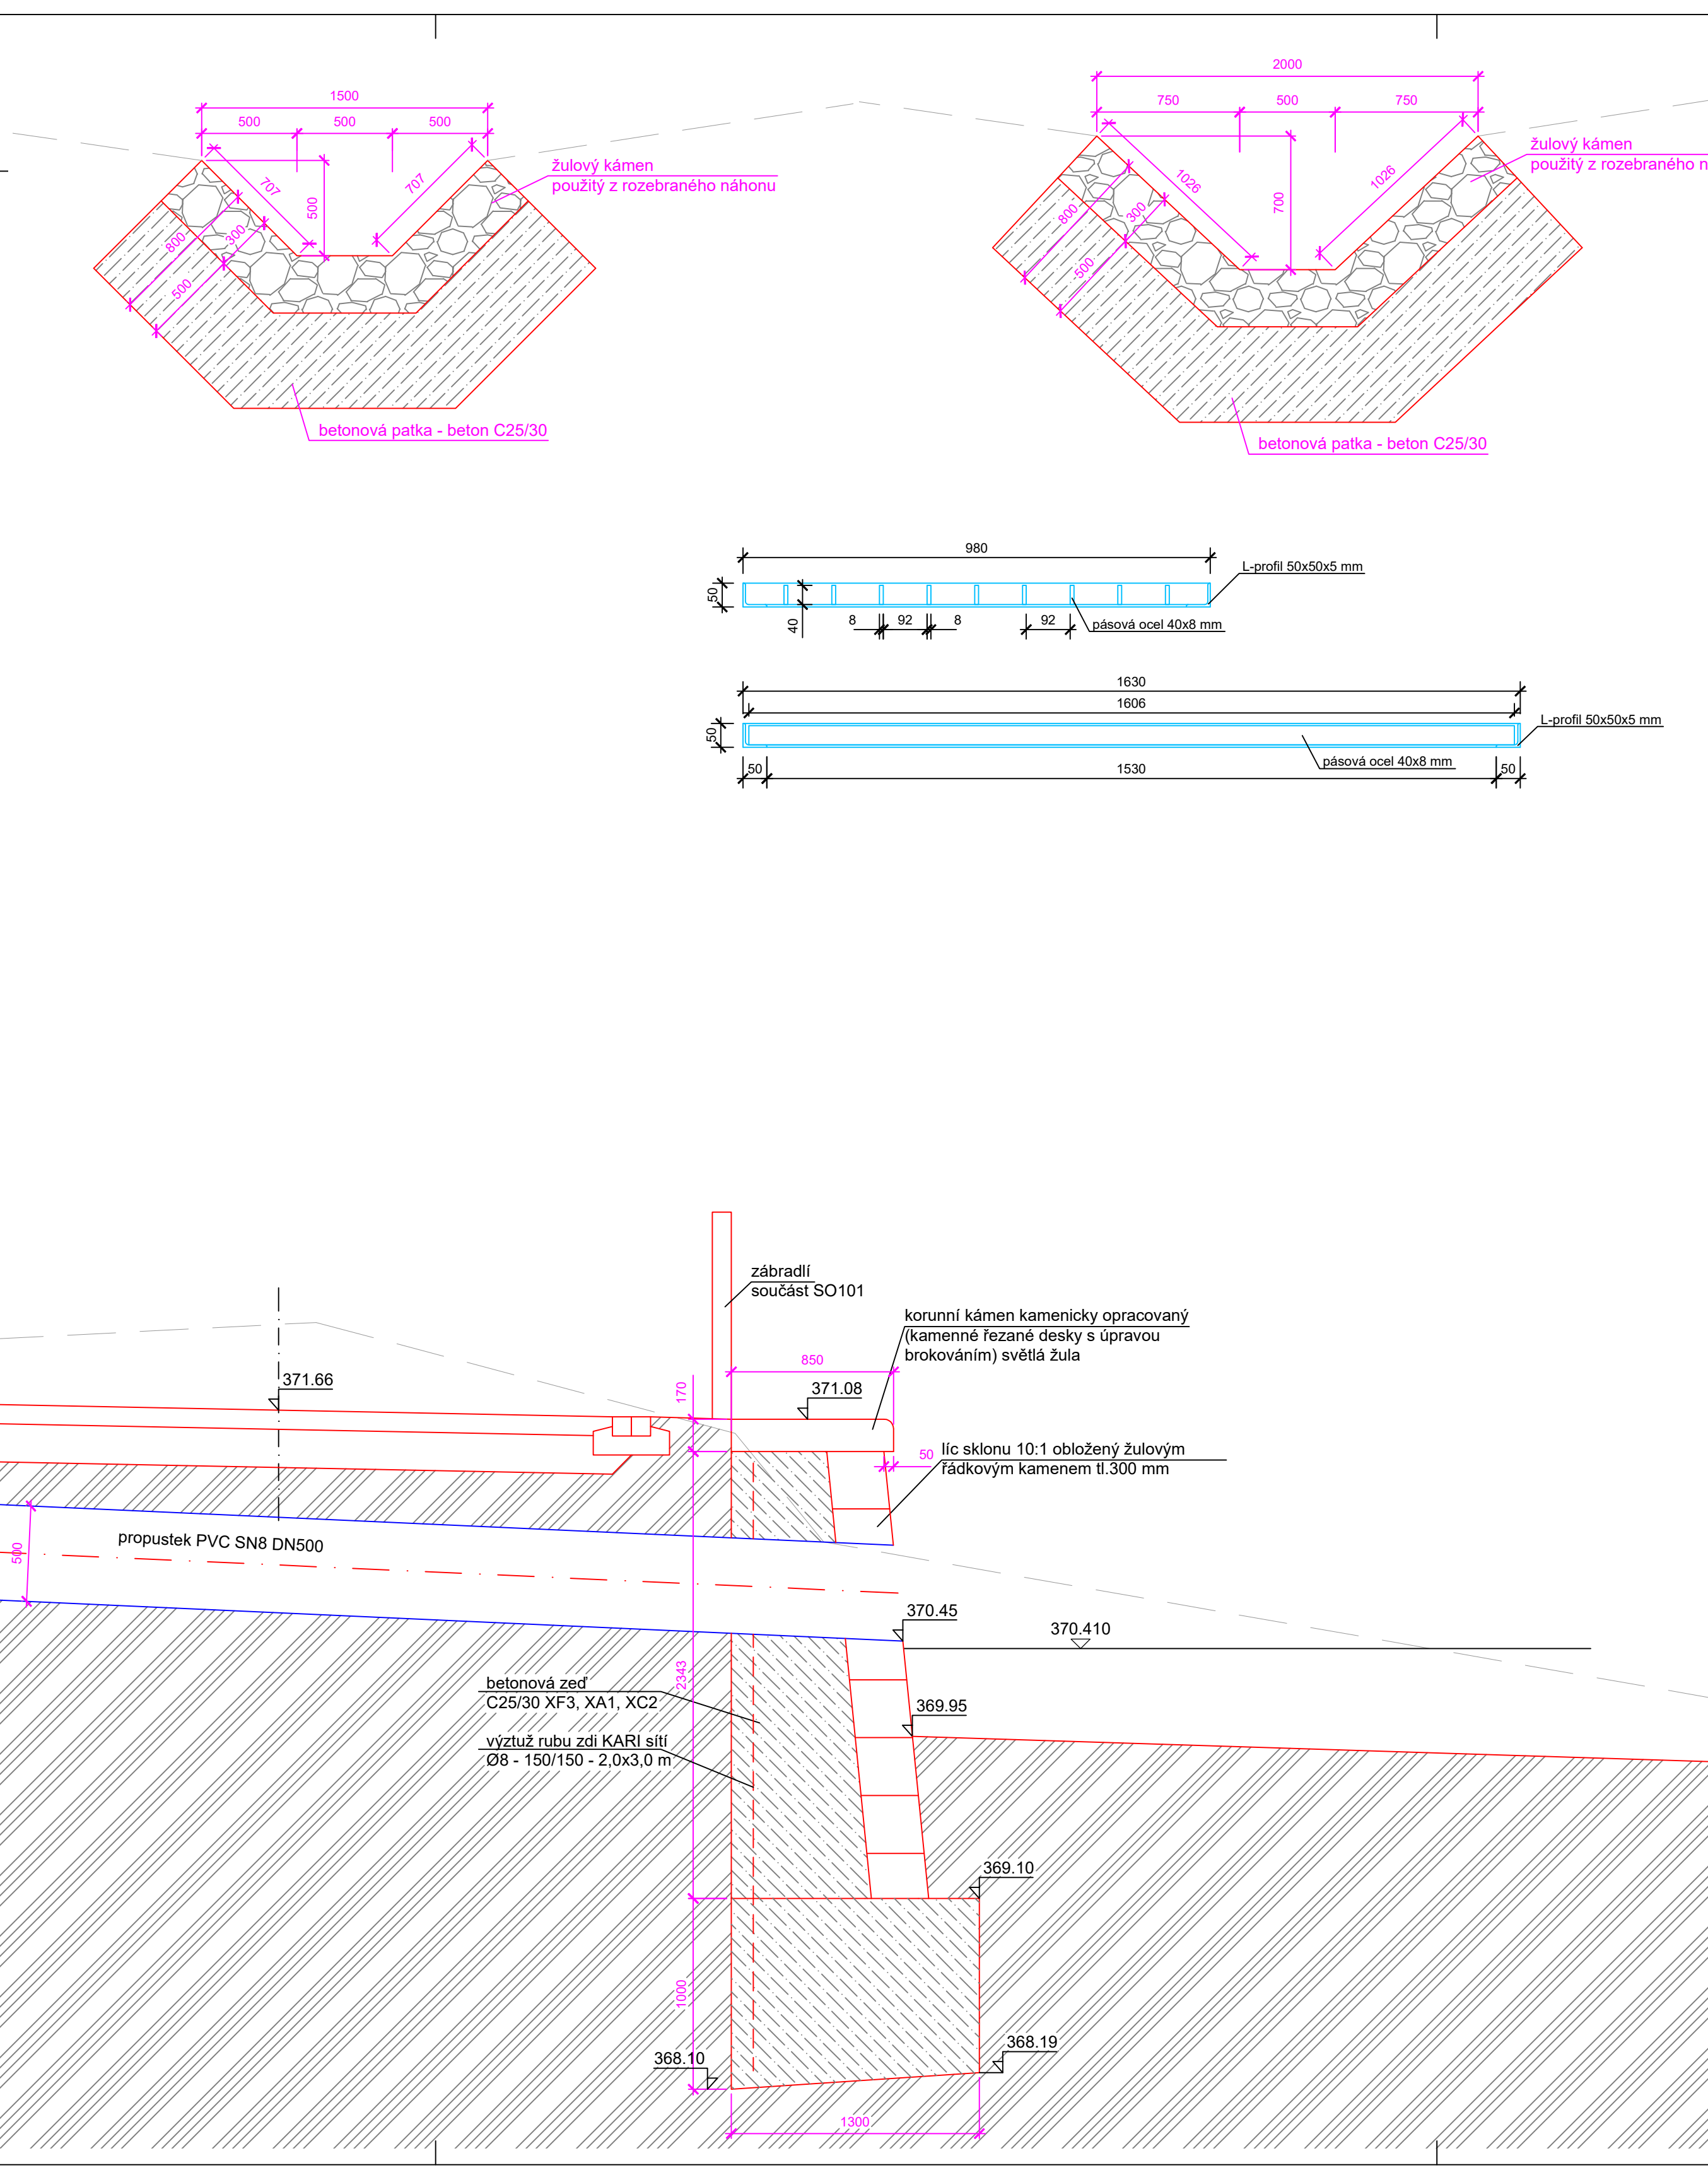 1500
500 500 500
707
707
500
800
300
500
žulový kámen
použitý z rozebraného náhonu
betonová patka - beton C25/30
2000
750 500 750
1026
1026
700
800
300
500
žulový kámen
použitý z rozebraného n
betonová patka - beton C25/30
980
50
40
8 92 8 92
L-profil 50x50x5 mm
pásová ocel 40x8 mm
1630
1606
50
L-profil 50x50x5 mm
pásová ocel 40x8 mm
50 1530 50
zábradlí
součást SO101
korunní kámen kamenicky opracovaný
(kamenné řezané desky s úpravou
brokováním) světlá žula
850
170
371.66
371.08
50
líc sklonu 10:1 obložený žulovým
řádkovým kamenem tl.300 mm
propustek PVC SN8 DN500
500
370.45
370.410
2343
betonová zeď
C25/30 XF3, XA1, XC2
369.95
výztuž rubu zdi KARI sítí
Ø8 - 150/150 - 2,0x3,0 m
369.10
1000
368.10
368.19
1300